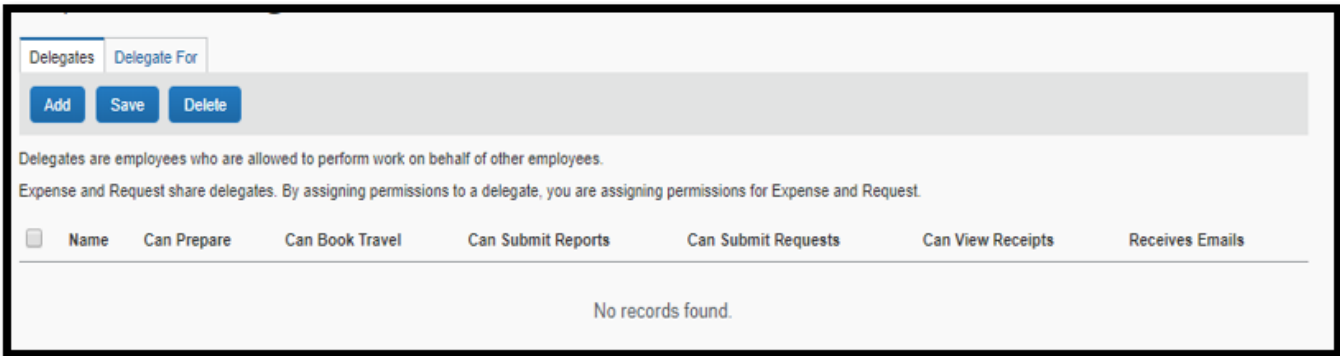 Delegates Delegate For
Add Save Delete
Delegates are employees who are allowed to perform work on behalf of other employees.
Expense and Request share delegates. By assigning permissions to a delegate, you are assigning permissions for Expense and Request.
Name Can Prepare Can Book Travel Can Submit Reports Can Submit Requests Can View Receipts Receives Emails
No records found.